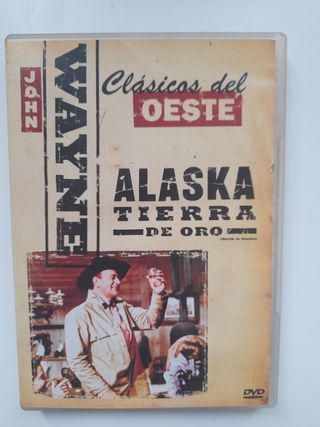 JOHN
WAYNE
Clásicos del
OESTE
ALASKA
TIERRA
DE ORO
(North to Alaska)
DVD